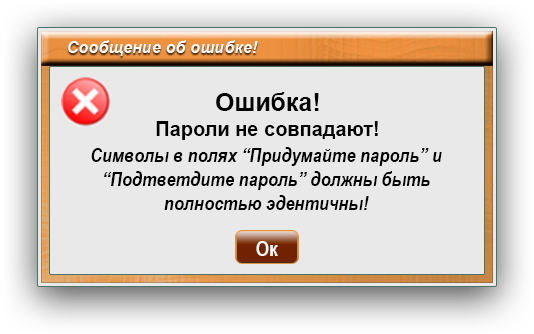 Сообщение об ошибке!
Ошибка!
Пароли не совпадают!
Символы в полях “Придумайте пароль” и
“Подтветдите пароль” должны быть
полностью эдентичны!
Ок